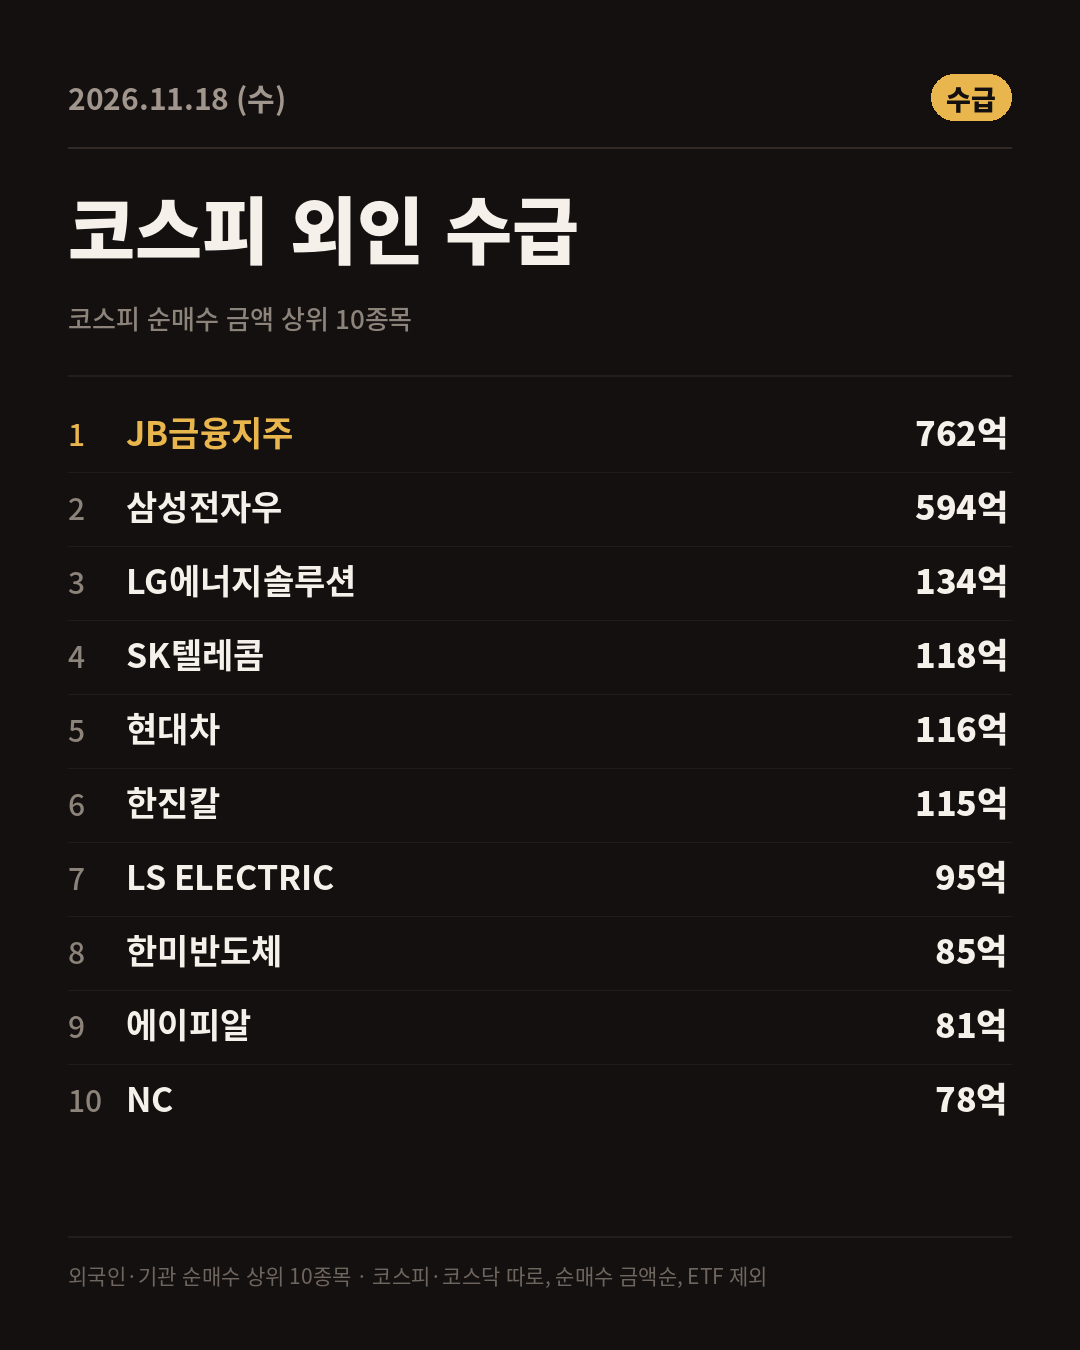 2026.11.18 (수)
수급
코스피 외인 수급
코스피 순매수 금액 상위 10종목
1 JB금융지주 762억
2 삼성전자우 594억
3 LG에너지솔루션 134억
4 SK텔레콤 118억
5 현대차 116억
6 한진칼 115억
7 LS ELECTRIC 95억
8 한미반도체 85억
9 에이피알 81억
10 NC 78억
외국인·기관 순매수 상위 10종목 · 코스피·코스닥 따로, 순매수 금액순, ETF 제외